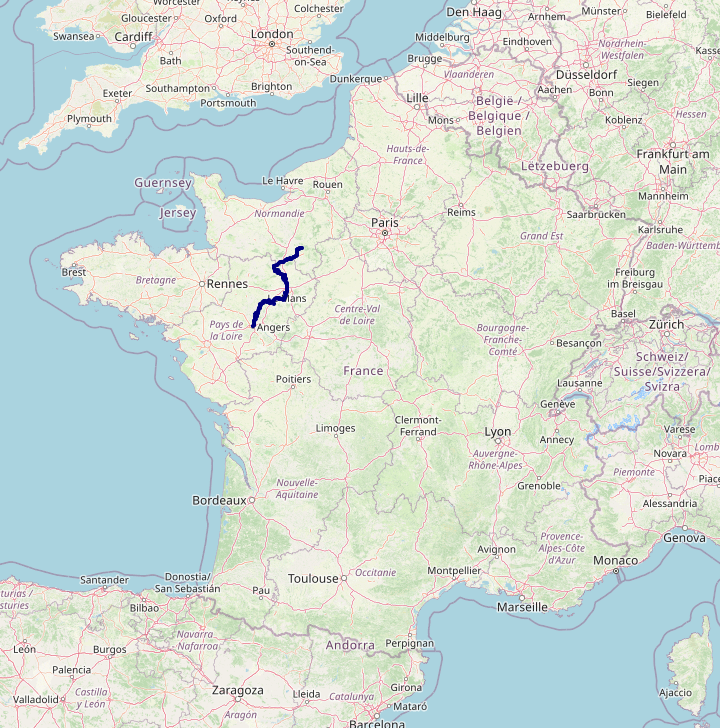 Worcester
Gloucester
Oxford
Colchester
Chelmsford
Swansea
Cardiff
London
Southend-
on-Sea
Bath
Den Haag
Arnhem
Münster
Bielefeld
Middelburg
Eindhoven
Nordrhein-
Westfalen
Brugge
Düsseldorf
Dunkerque
Vlaanderen
Southampton
Brighton
Portsmouth
Exeter
Plymouth
Lille
Mons
België /
Belgique /
Belgien
Aachen
Bonn
Siegen
Koblenz
Hessen
Hauts-de-
France
Lëtzebuerg
Frankfurt am
Main
Guernsey
Jersey
Le Havre
Rouen
Normandie
Paris
Reims
Grand Est
Saarbrücken
Mannheim
Karlsruhe
Brest
Bretagne
Rennes
Freiburg
im Breisgau
Pays de
la Loire
Angers
Centre-Val
de Loire
Bourgogne-
Franche-
Comté
Besançon
Basel
Zürich
Schweiz/
Suisse/Svizzera/
Svizra
Lausanne
Genève
Annecy
Poitiers
France
Limoges
Clermont-
Ferrand
Lyon
Auvergne-
Rhône-Alpes
Grenoble
Varese
Novara
Piemonte
Alessandria
Genova
Nouvelle-
Aquitaine
Bordeaux
Provence-
Alpes-Côte
d'Azur
Avignon
Monaco
Toulouse
Occitanie
Montpellier
Marseille
Santander
Donostia/
San Sebastián
Bilbao
Pau
Perpignan
Andorra
León
Burgos
Navarra
- Nafarroa
Palencia
Castilla
y León
Valladolid
Zaragoza
Aragón
Lleida
Catalunya
Girona
Mataró
Barcelona
Ajaccio